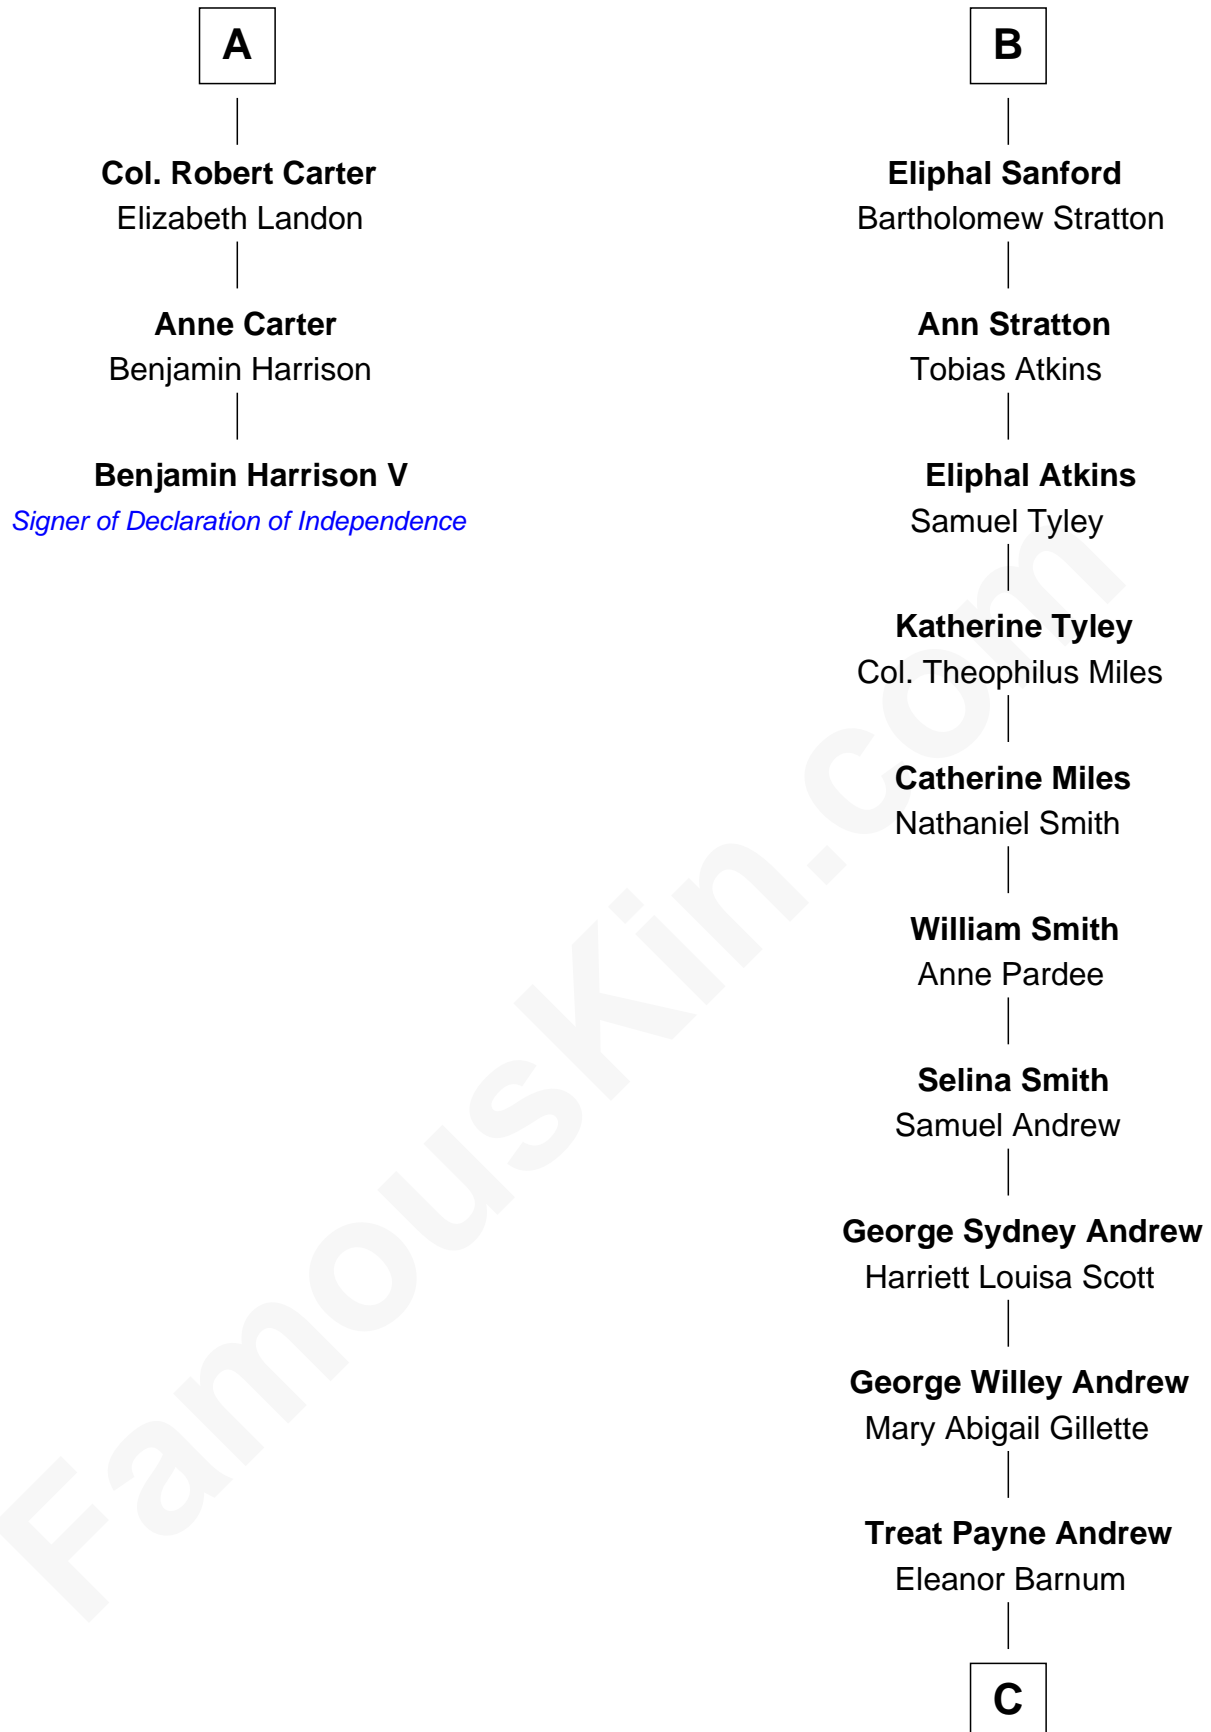 A
Col. Robert Carter
Elizabeth Landon
Anne Carter
Benjamin Harrison
Benjamin Harrison V
Signer of Declaration of Independence
B
Eliphal Sanford
Bartholomew Stratton
Ann Stratton
Tobias Atkins
Eliphal Atkins
Samuel Tyley
Katherine Tyley
Col. Theophilus Miles
Catherine Miles
Nathaniel Smith
William Smith
Anne Pardee
Selina Smith
Samuel Andrew
George Sydney Andrew
Harriett Louisa Scott
George Willey Andrew
Mary Abigail Gillette
Treat Payne Andrew
Eleanor Barnum
C
FamousKin.com